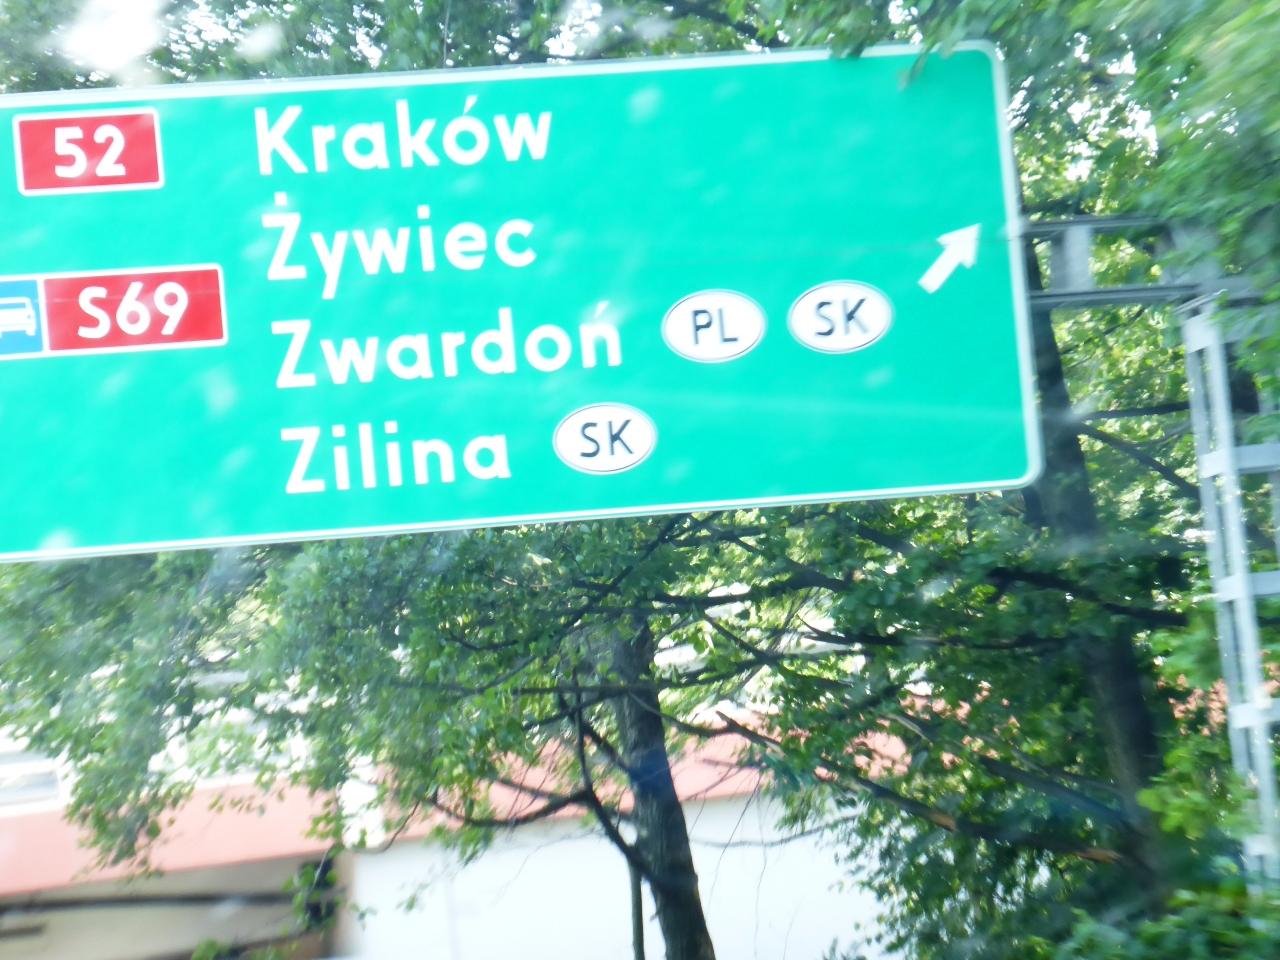 52 Kraków
Żywiec
S69 Zwardoń PL SK
Zilina SK